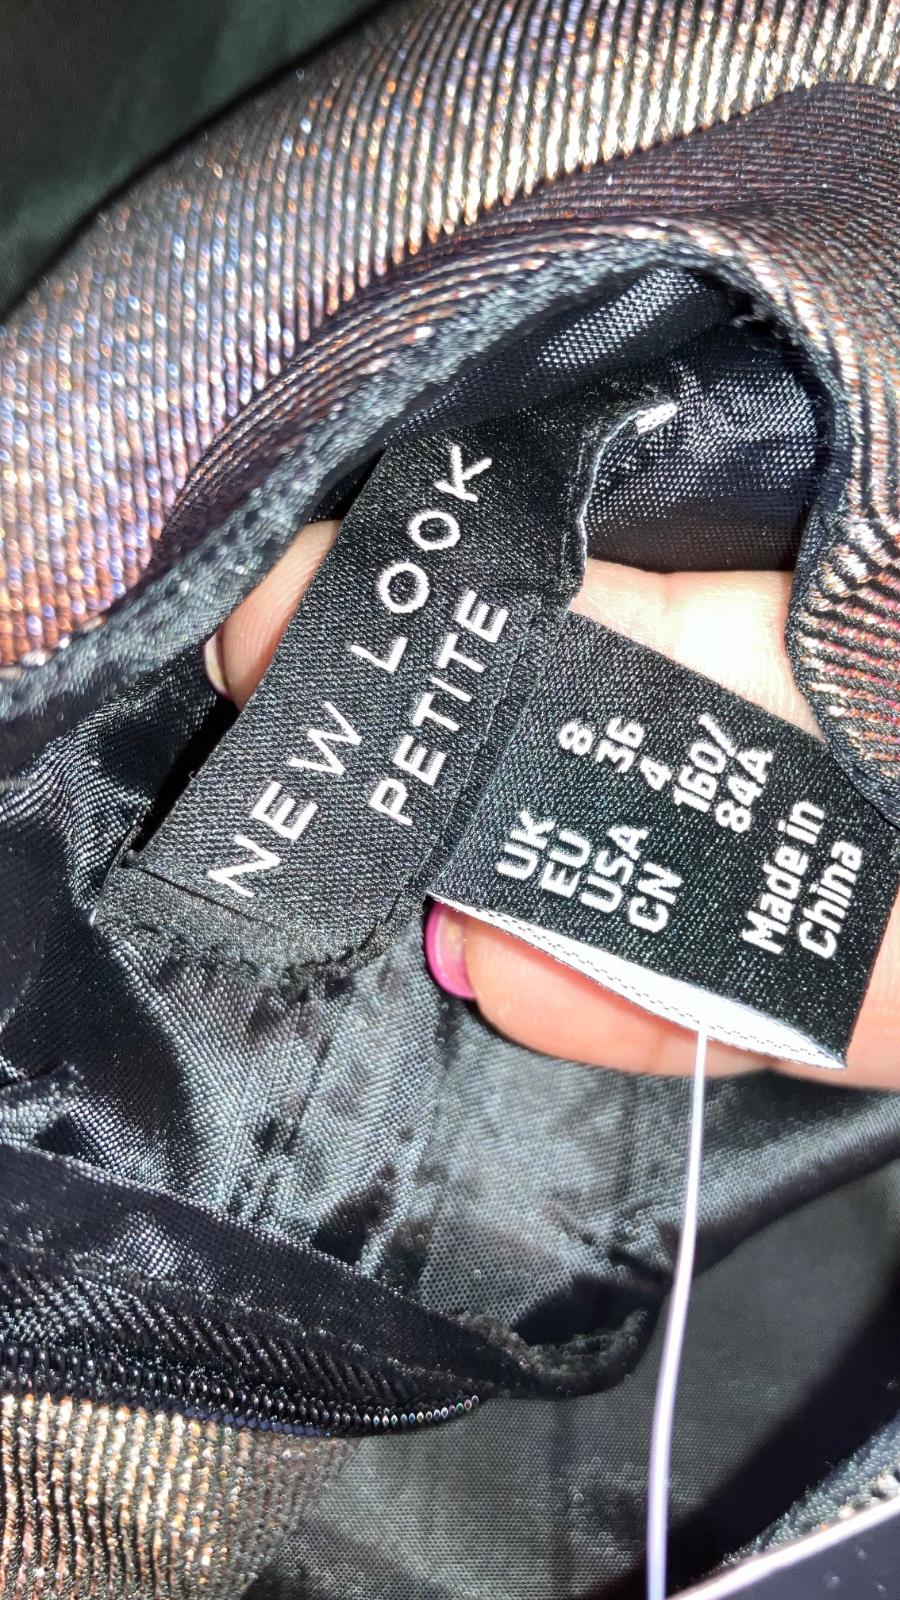 NEW LOOK
PETITE
UK 8
EU 36
USA 4
CN 160/
84A
Made in
China